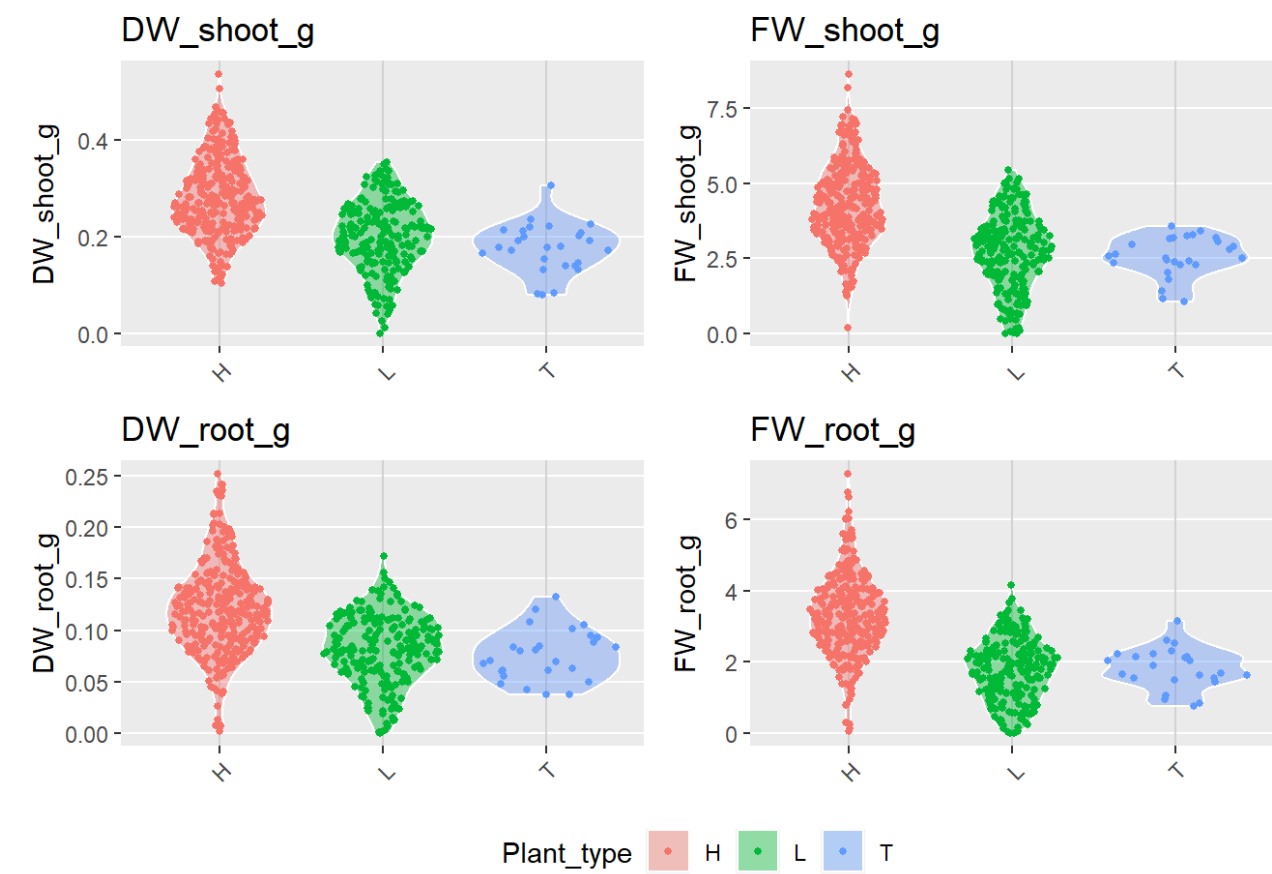 DW_shoot_g
FW_shoot_g
DW_shoot_g
0.4
0.2
0.0
H
L
T
FW_shoot_g
7.5
5.0
2.5
0.0
H
L
T
DW_root_g
FW_root_g
DW_root_g
0.25
0.20
0.15
0.10
0.05
0.00
H
L
T
FW_root_g
6
4
2
0
H
L
T
Plant_type H L T